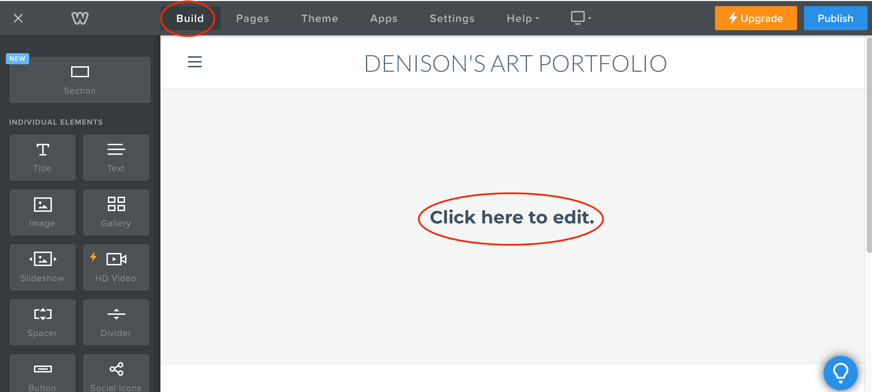 Build Pages Theme Apps Settings Help Upgrade Publish
NEW
Section
INDIVIDUAL ELEMENTS
Title Text
Image Gallery
Slideshow HD Video
Spacer Divider
Button Social Icons
DENISON'S ART PORTFOLIO
Click here to edit.